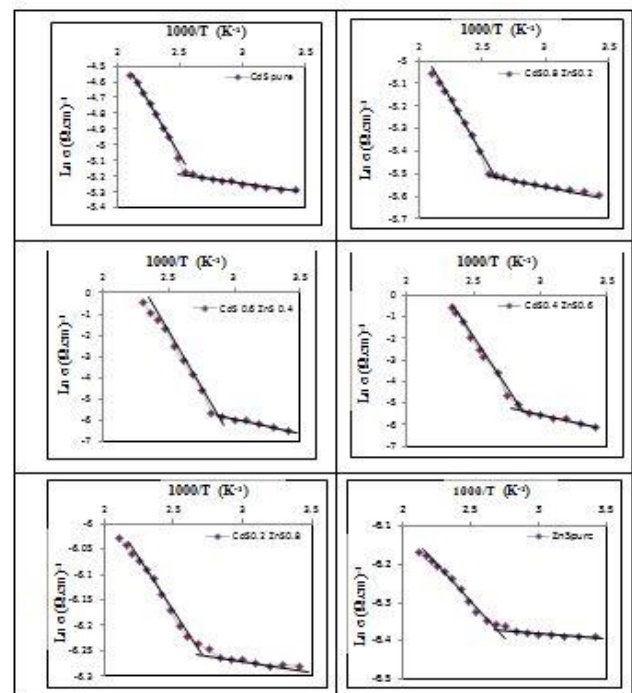 1000/T (K⁻¹)
2 2.5 3 3.5
-4.5
-4.6
-4.7
-4.8
-4.9
-5
-5.1
-5.2
-5.3
-5.4
Ln σ (Ω.cm)⁻¹
CdS pure
1000/T (K⁻¹)
2 2.5 3 3.5
-5
-5.1
-5.2
-5.3
-5.4
-5.5
-5.6
-5.7
Ln σ (Ω.cm)⁻¹
CdS0.8 ZnS0.2
1000/T (K⁻¹)
2 2.5 3 3.5
0
-1
-2
-3
-4
-5
-6
-7
Ln σ (Ω.cm)⁻¹
CdS 0.6 ZnS 0.4
1000/T (K⁻¹)
2 2.5 3 3.5
0
-1
-2
-3
-4
-5
-6
-7
Ln σ (Ω.cm)⁻¹
CdS0.4 ZnS0.6
1000/T (K⁻¹)
2 2.5 3 3.5
-6
-6.05
-6.1
-6.15
-6.2
-6.25
-6.3
Ln σ (Ω.cm)⁻¹
CdS0.2 ZnS0.8
1000/T (K⁻¹)
2 2.5 3 3.5
-6.1
-6.2
-6.3
-6.4
-6.5
Ln σ (Ω.cm)⁻¹
ZnSpure